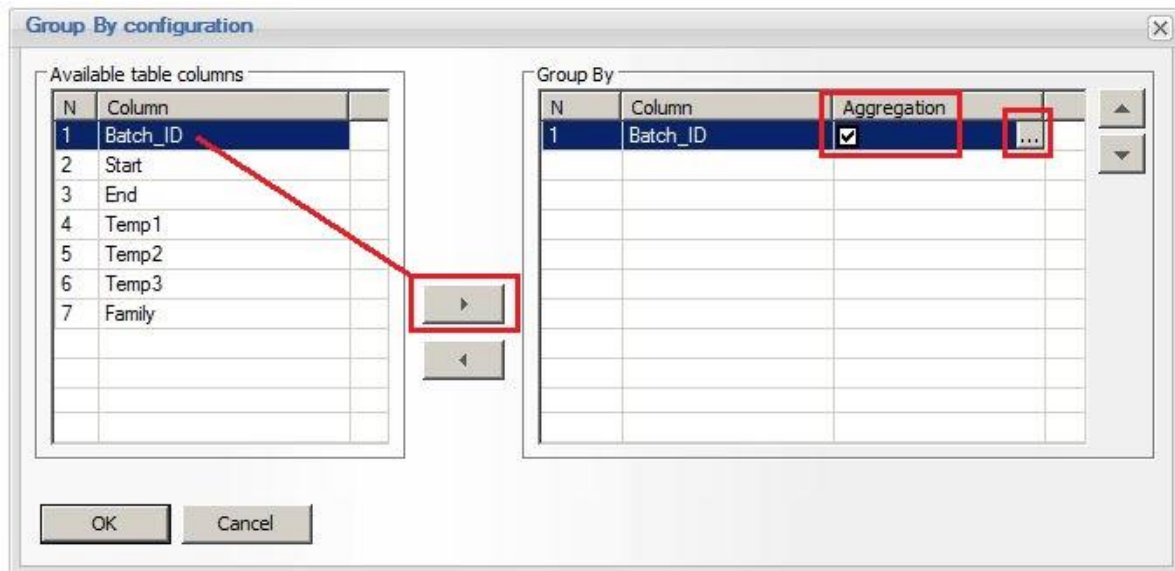 Group By configuration
Available table columns
N Column
1 Batch_ID
2 Start
3 End
4 Temp1
5 Temp2
6 Temp3
7 Family
Group By
N Column Aggregation
1 Batch_ID ...
OK Cancel